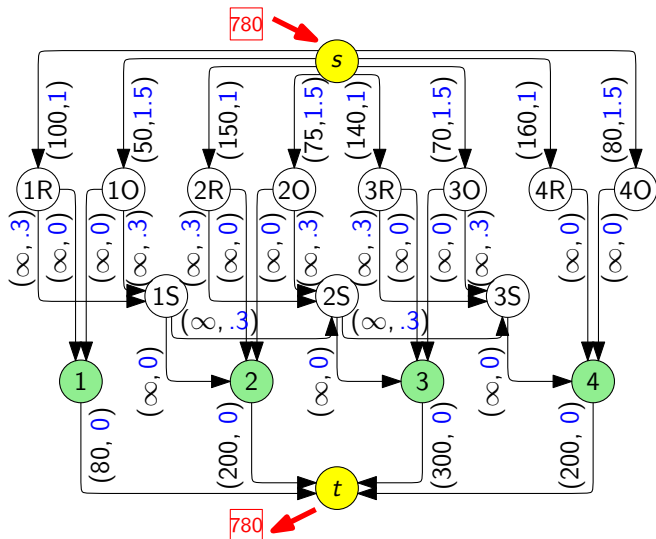 780
s
(100,1) (50,1.5) (150,1) (75,1.5) (140,1) (70,1.5) (160,1) (80,1.5)
1R 1O 2R 2O 3R 3O 4R 4O
(∞,.3) (∞,0) (∞,0) (∞,.3) (∞,.3) (∞,0) (∞,0) (∞,.3) (∞,.3) (∞,0) (∞,0) (∞,.3) (∞,0) (∞,0)
1S 2S 3S
(∞,.3) (∞,.3)
1 2 3 4
(∞,0) (∞,0) (∞,0)
(80, 0) (200, 0) (300, 0) (200, 0)
t
780